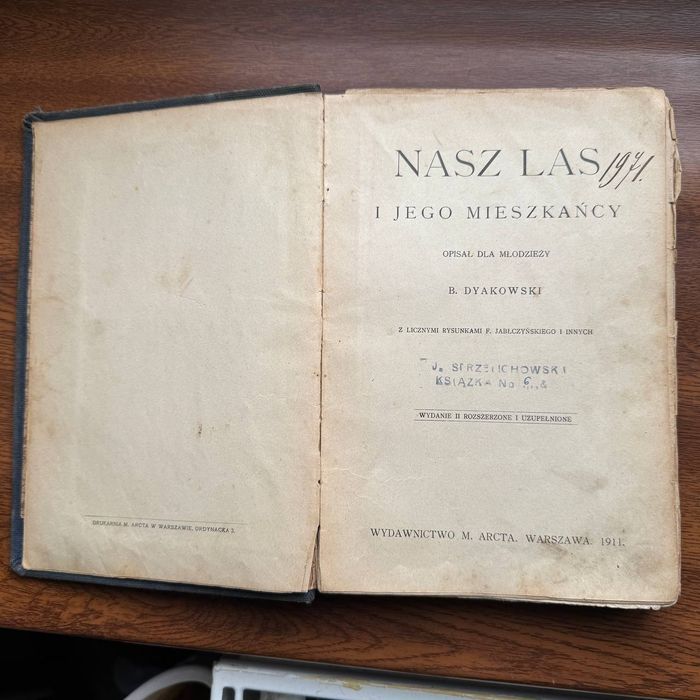 DRUKARNIA M. ARCTA W WARSZAWIE, ORDYNACKA 3.
NASZ LAS
1971.
I JEGO MIESZKAŃCY
OPISAŁ DLA MŁODZIEŻY
B. DYAKOWSKI
Z LICZNYMI RYSUNKAMI F. JABŁCZYŃSKIEGO I INNYCH
J. STRZELICHOWSKI
KSIĄŻKA No
WYDANIE II ROZSZERZONE I UZUPEŁNIONE
WYDAWNICTWO M. ARCTA. WARSZAWA. 1911.